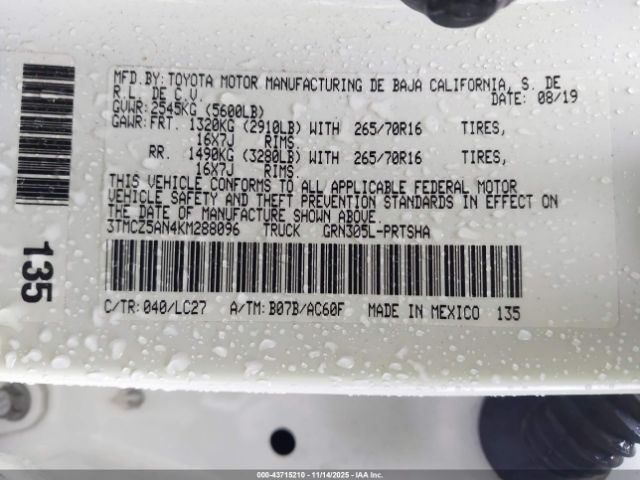 MFD. BY: TOYOTA MOTOR MANUFACTURING DE BAJA CALIFORNIA, S. DE
R.L. DE C.V. DATE: 08/19
GVWR: 2545KG (5600LB)
GAWR: FRT. 1320KG (2910LB) WITH 265/70R16 TIRES,
16X7J RIMS.
RR. 1490KG (3280LB) WITH 265/70R16 TIRES,
16X7J RIMS.
THIS VEHICLE CONFORMS TO ALL APPLICABLE FEDERAL MOTOR
VEHICLE SAFETY AND THEFT PREVENTION STANDARDS IN EFFECT ON
THE DATE OF MANUFACTURE SHOWN ABOVE.
3TMCZ5AN4KM288096 TRUCK GRN305L-PRTSHA
C/TR: 040/LC27 A/TM: B07B/AC60F MADE IN MEXICO 135
135
000-43715210 - 11/14/2025 - IAAI.COM